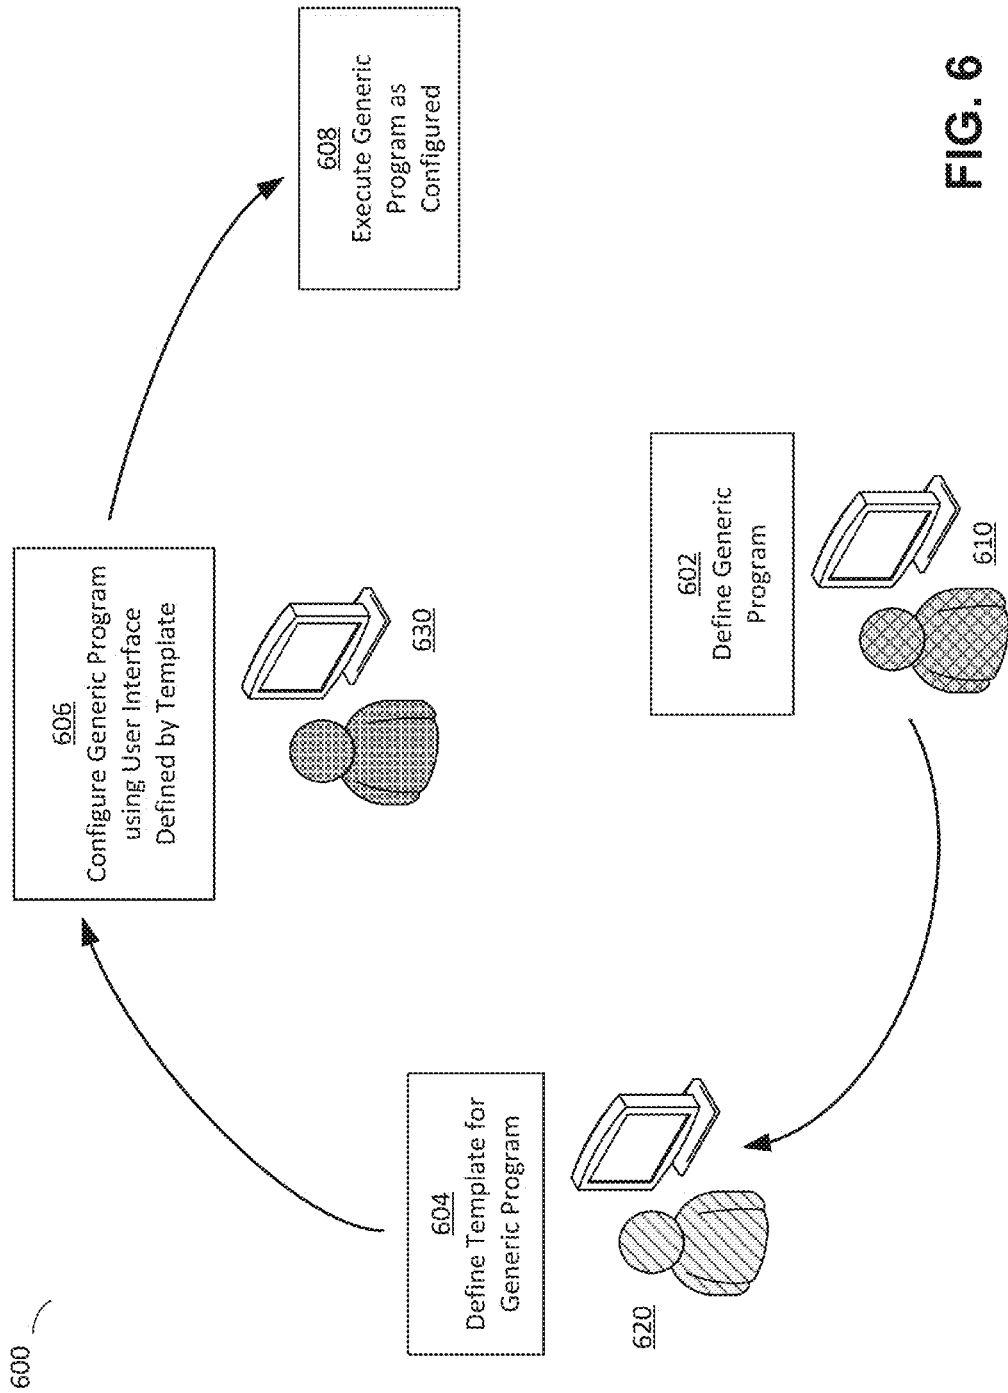 600
606
Configure Generic Program
using User Interface
Defined by Template
630
608
Execute Generic
Program as
Configured
604
Define Template for
Generic Program
620
602
Define Generic
Program
610
FIG. 6